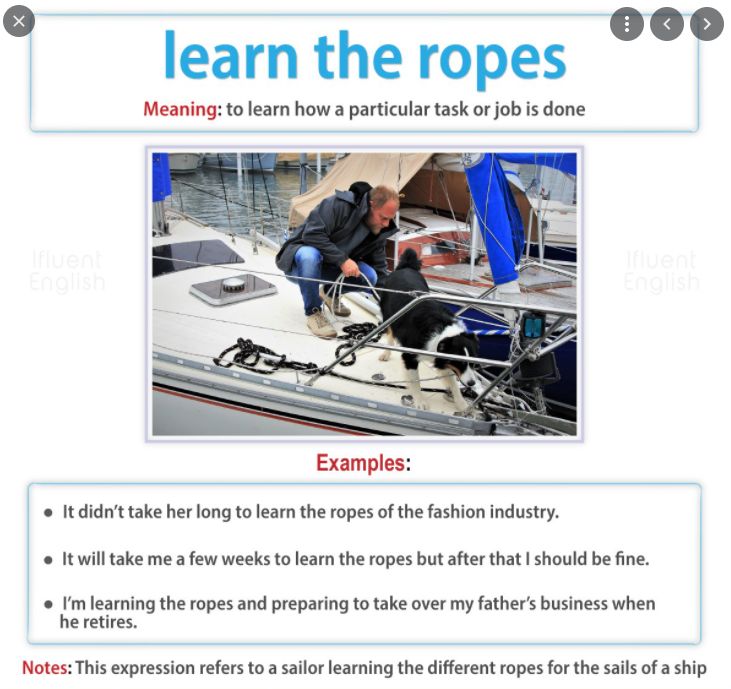 learn the ropes
Meaning: to learn how a particular task or job is done
Ifluent
English
Ifluent
English
Examples:
• It didn’t take her long to learn the ropes of the fashion industry.
• It will take me a few weeks to learn the ropes but after that I should be fine.
• I’m learning the ropes and preparing to take over my father’s business when
he retires.
Notes: This expression refers to a sailor learning the different ropes for the sails of a ship